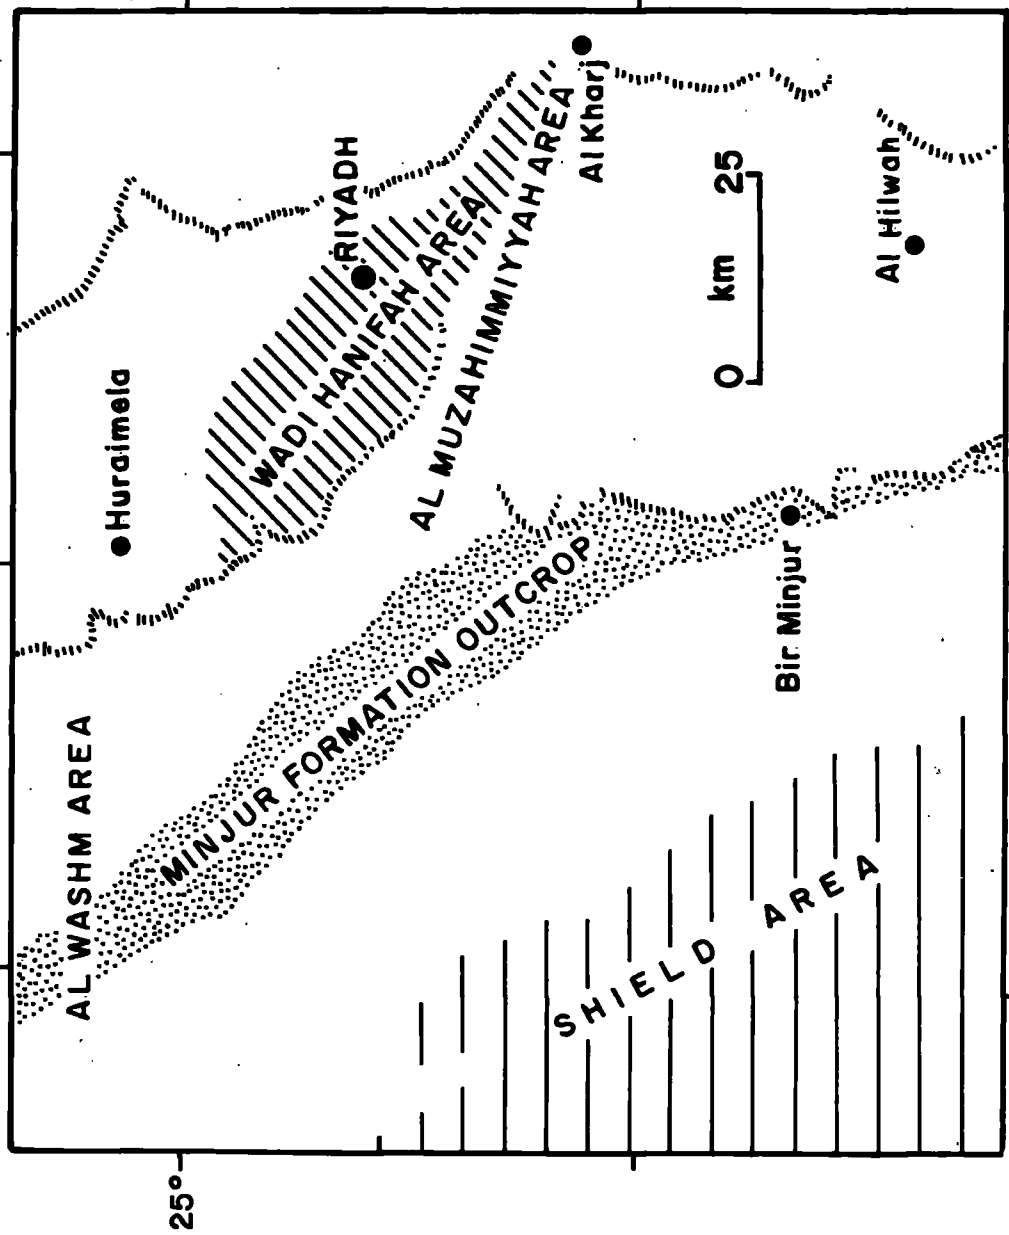 AL WASHM AREA
Huraimela
25°
MINJUR FORMATION OUTCROP
WADI HANIFAH AREA
RIYADH
AL MUZAHIMMIYYAH AREA
Al Kharj
SHIELD AREA
km
0 25
Bir Minjur
Al Hilwah